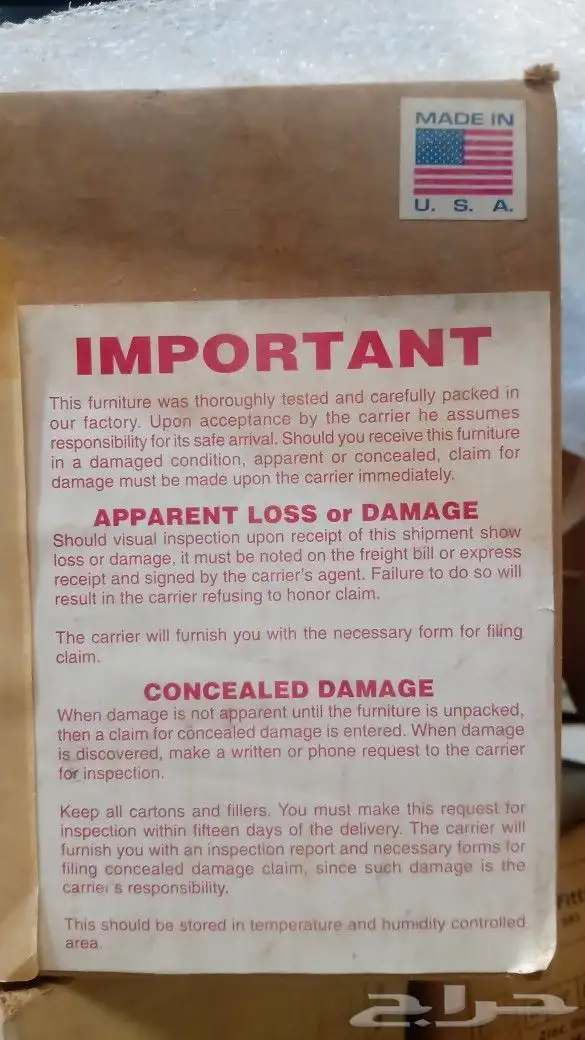 MADE IN
U. S. A.
IMPORTANT
This furniture was thoroughly tested and carefully packed in
our factory. Upon acceptance by the carrier he assumes
responsibility for its safe arrival. Should you receive this furniture
in a damaged condition, apparent or concealed, claim for
damage must be made upon the carrier immediately.
APPARENT LOSS or DAMAGE
Should visual inspection upon receipt of this shipment show
loss or damage, it must be noted on the freight bill or express
receipt and signed by the carrier's agent. Failure to do so will
result in the carrier refusing to honor claim.
The carrier will furnish you with the necessary form for filing
claim.
CONCEALED DAMAGE
When damage is not apparent until the furniture is unpacked,
then a claim for concealed damage is entered. When damage
is discovered, make a written or phone request to the carrier
for inspection.
Keep all cartons and fillers. You must make this request for
inspection within fifteen days of the delivery. The carrier will
furnish you with an inspection report and necessary forms for
filing concealed damage claim, since such damage is the
carrier's responsibility.
This should be stored in temperature and humidity controlled
area.
حراج